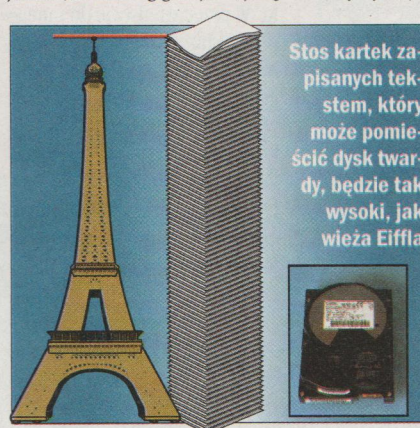 Stos kartek za-
pisanych tek-
stem, który
może pomie-
ścić dysk twar-
dy, będzie tak
wysoki, jak
wieża Eiffla